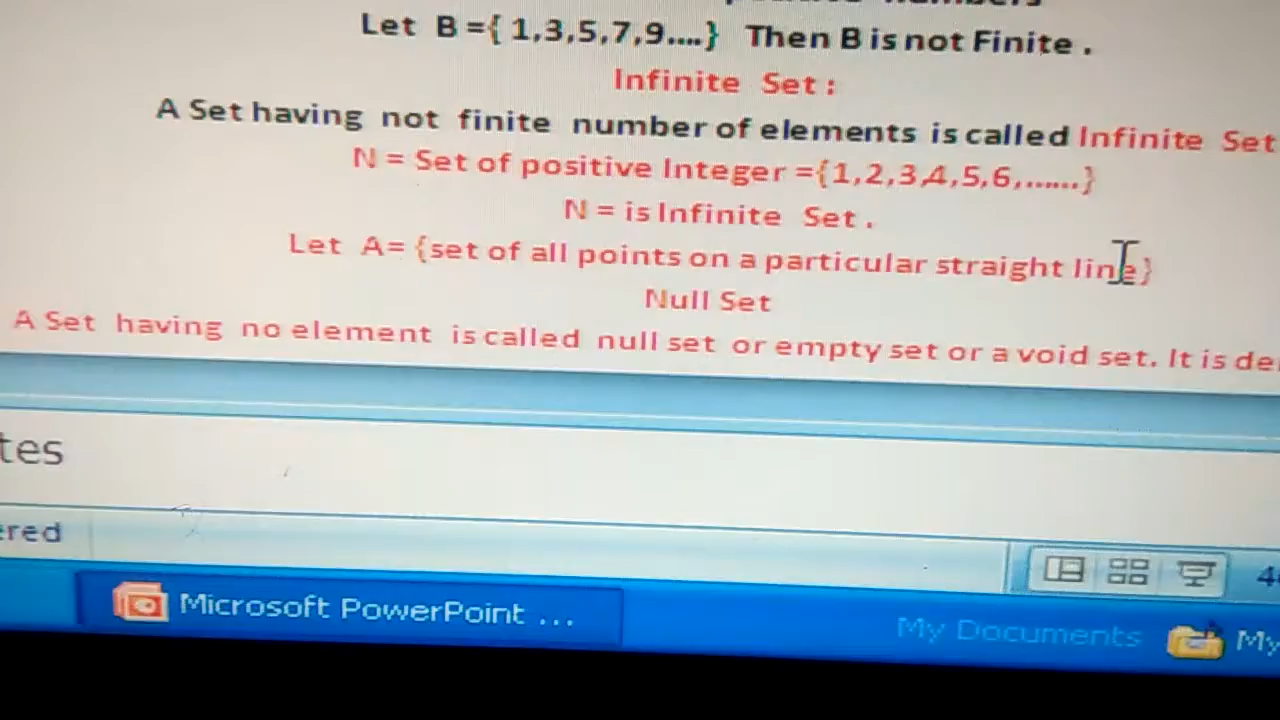 Let B ={ 1,3,5,7,9....} Then B is not Finite .
Infinite Set :
A Set having not finite number of elements is called Infinite Set
N = Set of positive Integer ={1,2,3,4,5,6,......}
N = is Infinite Set .
Let A= {set of all points on a particular straight line}
Null Set
A Set having no element is called null set or empty set or a void set. It is
Microsoft PowerPoint ...
My Documents
My